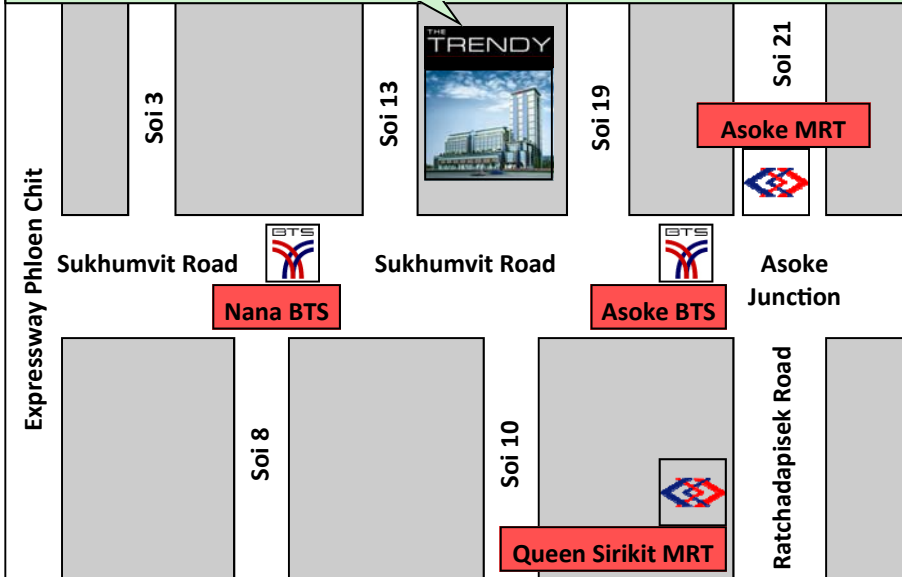 THE
TRENDY
Soi 3
Soi 13
Soi 19
Soi 21
Asoke MRT
Expressway Phloen Chit
Sukhumvit Road
BTS
Sukhumvit Road
BTS
Asoke
Junction
Nana BTS
Asoke BTS
Soi 8
Soi 10
Ratchadapisek Road
Queen Sirikit MRT